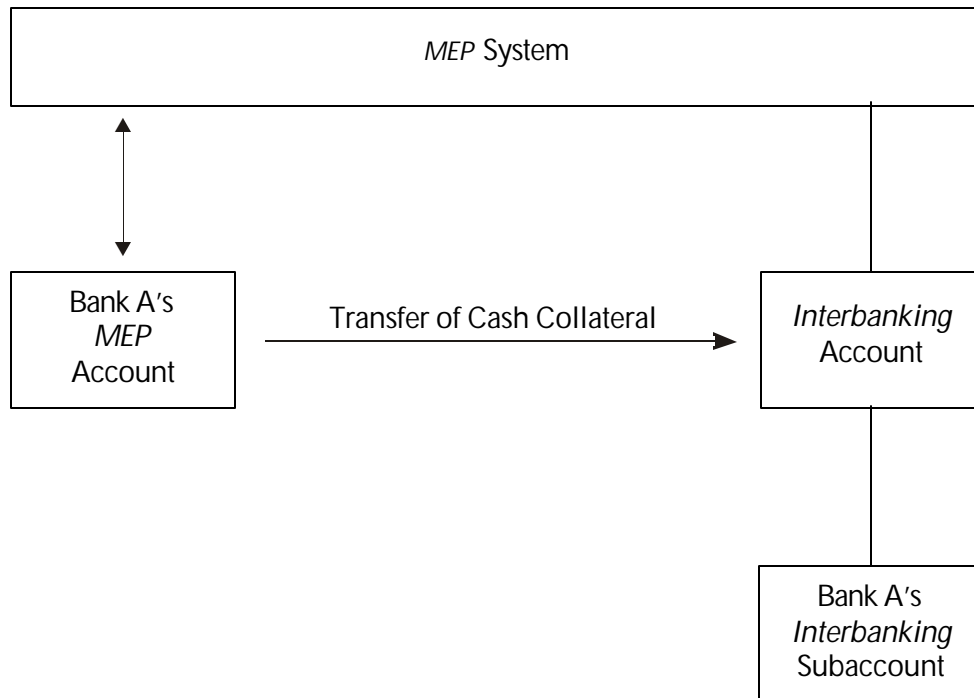 MEP System
Bank A's
MEP
Account
Transfer of Cash Collateral
Interbanking
Account
Bank A's
Interbanking
Subaccount